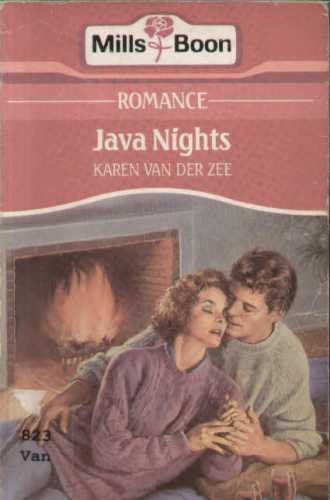 Mills & Boon
ROMANCE
Java Nights
KAREN VAN DER ZEE
823
Van